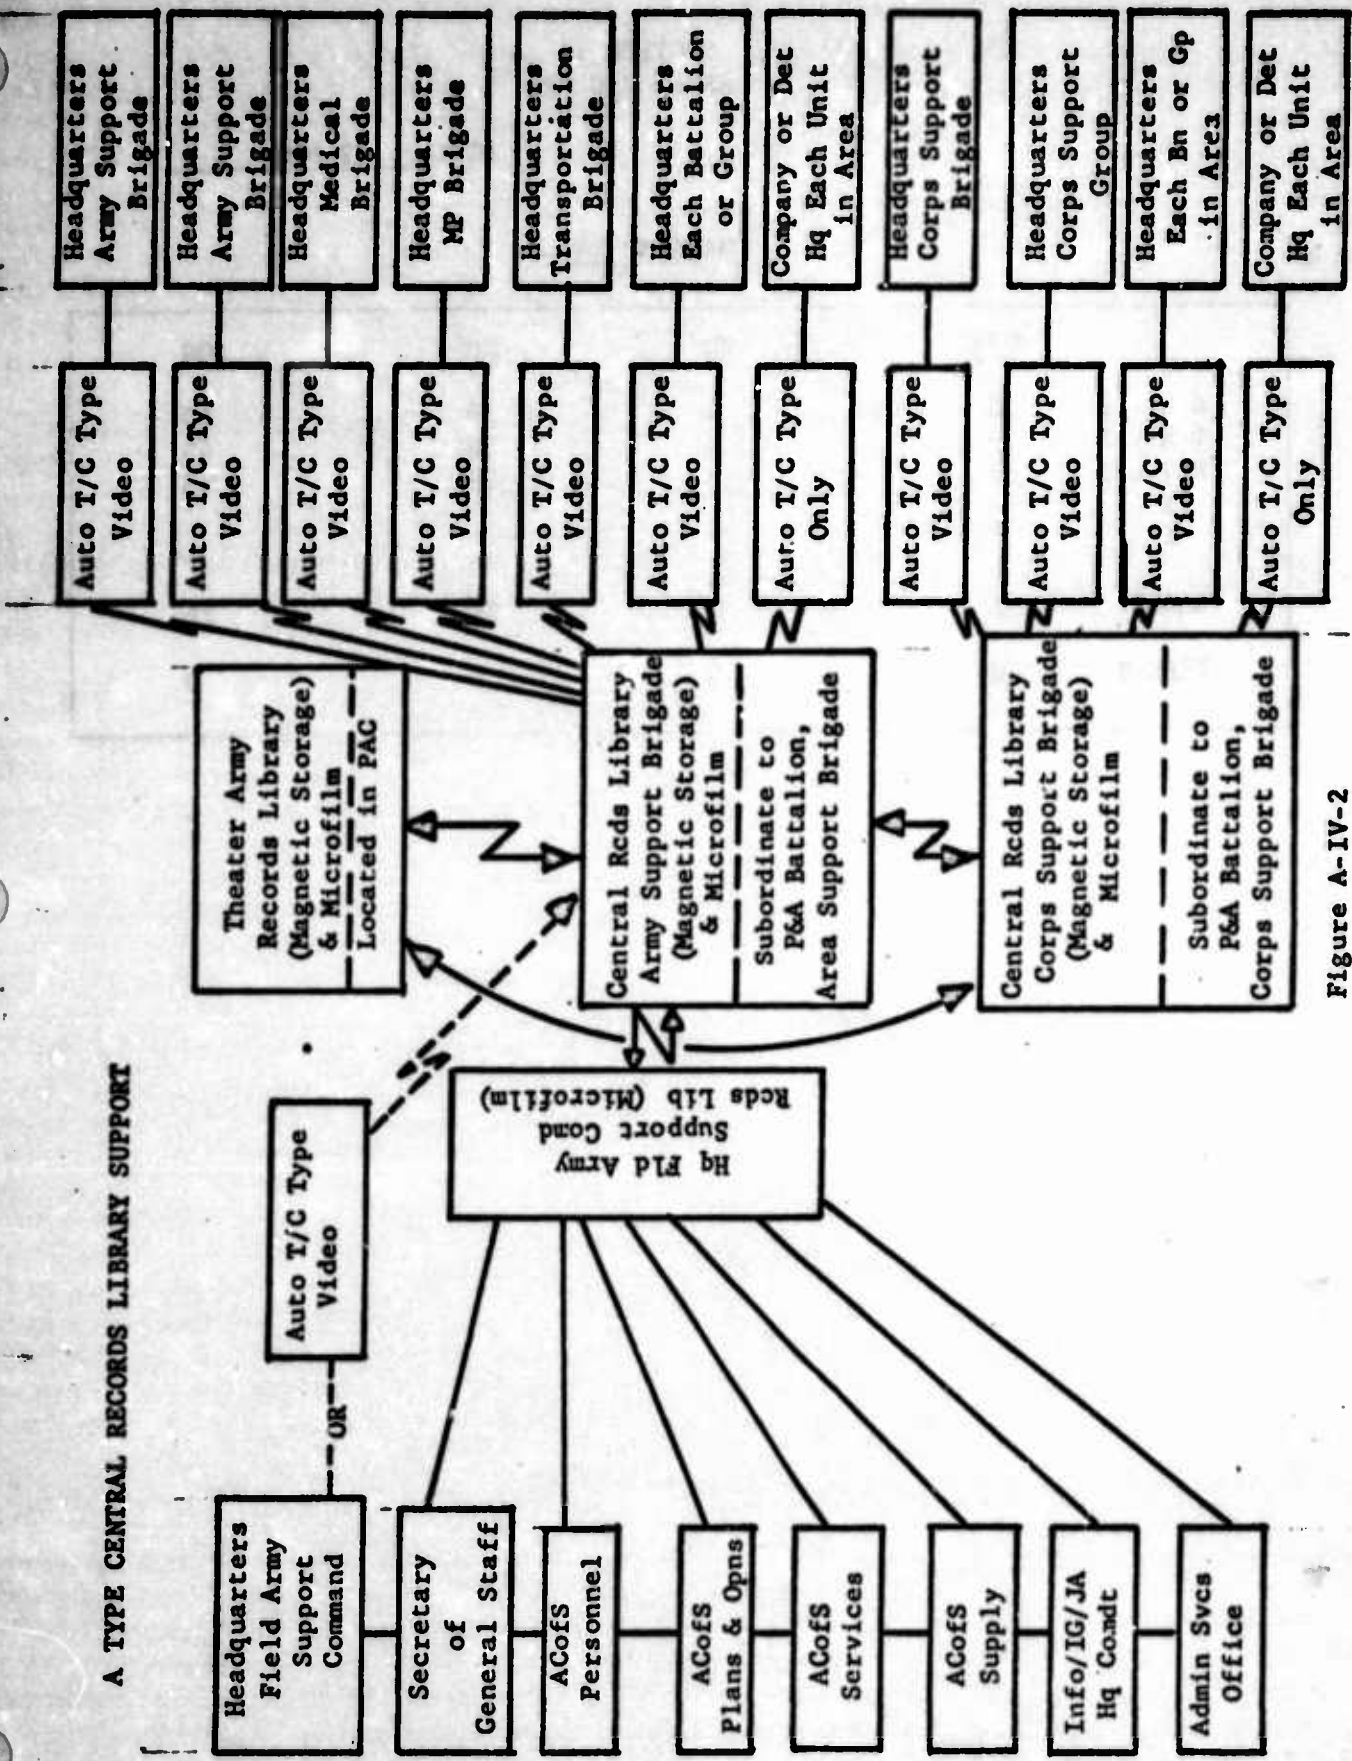 A TYPE CENTRAL RECORDS LIBRARY SUPPORT
Headquarters
Field Army
Support
Command
OR
Auto T/C Type
Video
Secretary
of
General Staff
ACofS
Personnel
ACofS
Plans & Opns
ACofS
Services
ACofS
Supply
Info/IG/JA
Hq Comdt
Admin Svcs
Office
Hq Fld Army
Support Comd
Rcds Lib (Microfilm)
Theater Army
Records Library
(Magnetic Storage)
& Microfilm
Located in PAC
Central Rcds Library
Army Support Brigade
(Magnetic Storage)
& Microfilm
Subordinate to
P&A Battalion,
Area Support Brigade
Central Rcds Library
Corps Support Brigade
(Magnetic Storage)
& Microfilm
Subordinate to
P&A Battalion,
Corps Support Brigade
Auto T/C Type
Video
Auto T/C Type
Video
Auto T/C Type
Video
Auto T/C Type
Video
Auto T/C Type
Video
Auto T/C Type
Video
Auto T/C Type
Only
Auto T/C Type
Video
Auto T/C Type
Video
Auto T/C Type
Video
Auto T/C Type
Only
Headquarters
Army Support
Brigade
Headquarters
Army Support
Brigade
Headquarters
Medical
Brigade
Headquarters
MP Brigade
Headquarters
Transportation
Brigade
Headquarters
Each Battalion
or Group
Company or Det
Hq Each Unit
in Area
Headquarters
Corps Support
Brigade
Headquarters
Corps Support
Group
Headquarters
Each Bn or Gp
in Area
Company or Det
Hq Each Unit
in Area
Figure A-IV-2